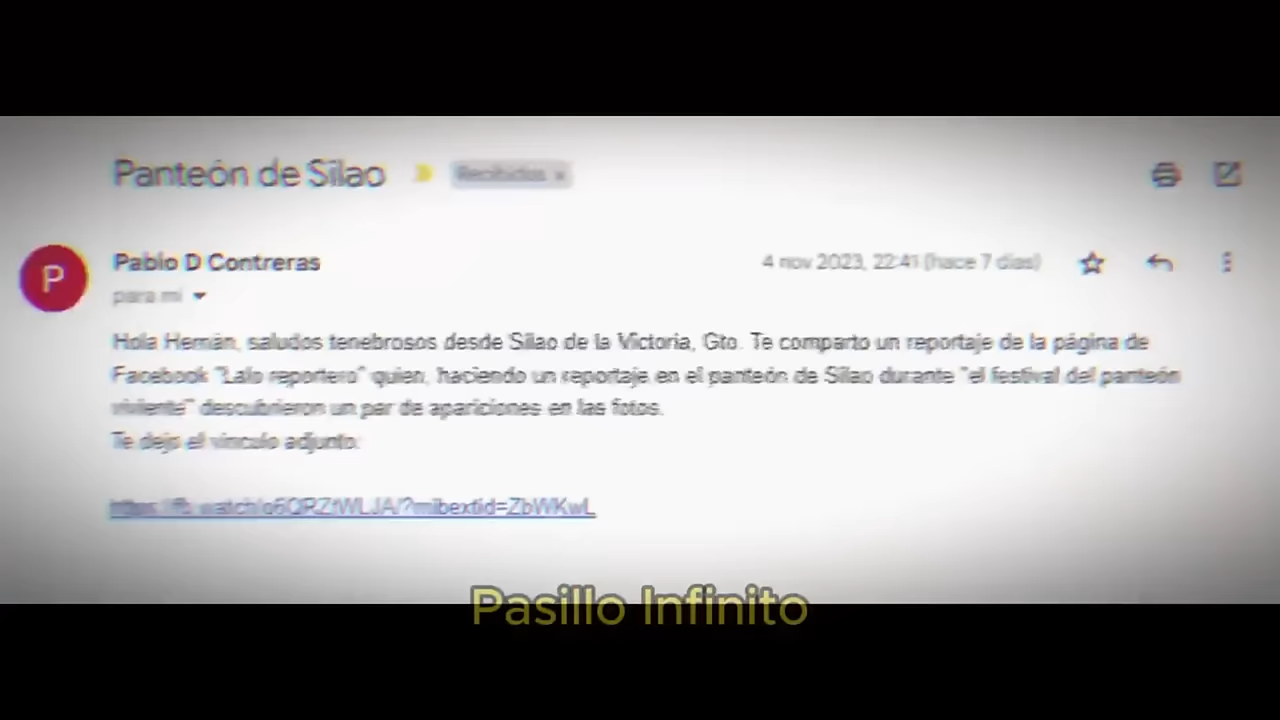 Panteón de Silao
Recibidos x
P
Pablo D Contreras
4 nov 2023, 22:41 (hace 7 días)
para mí
Hola Hernán, saludos tenebrosos desde Silao de la Victoria, Gto. Te comparto un reportaje de la página de
Facebook "Lalo reportero" quien, haciendo un reportaje en el panteón de Silao durante "el festival del panteón
viviente" descubrieron un par de apariciones en las fotos.
Te dejo el vínculo adjunto:
Pasillo Infinito